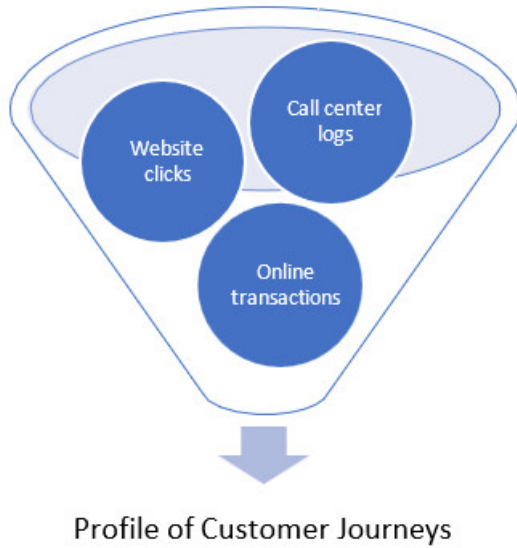 Call center
logs
Website
clicks
Online
transactions
Profile of Customer Journeys